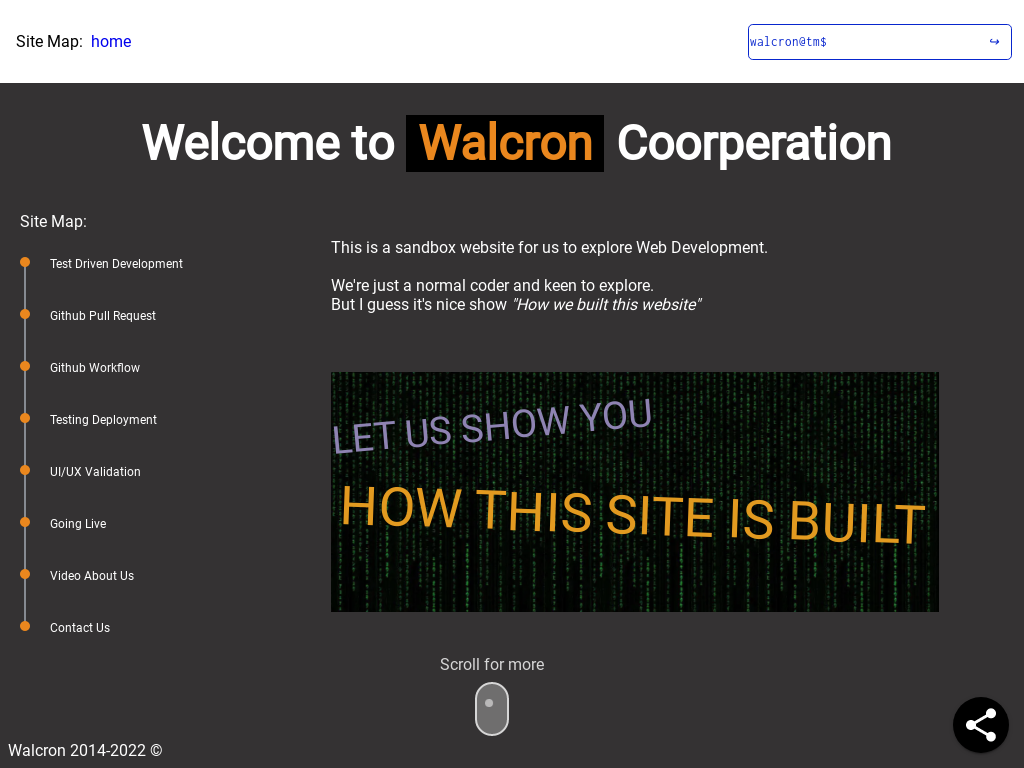 Site Map: home
walcron@tm$
Welcome to Walcron Coorperation
Site Map:
Test Driven Development
Github Pull Request
Github Workflow
Testing Deployment
UI/UX Validation
Going Live
Video About Us
Contact Us
This is a sandbox website for us to explore Web Development.
We're just a normal coder and keen to explore.
But I guess it's nice show "How we built this website"
LET US SHOW YOU
HOW THIS SITE IS BUILT
Scroll for more
Walcron 2014-2022 ©